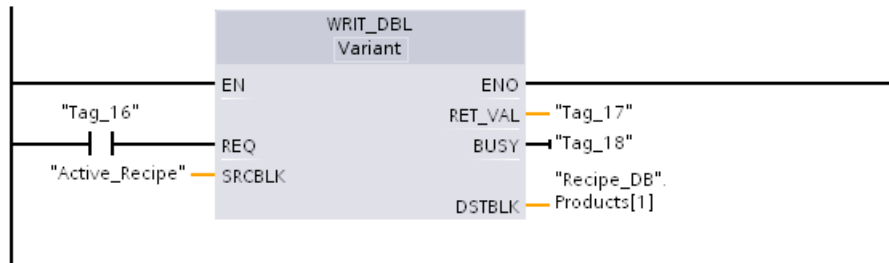 WRIT_DBL
Variant
EN
ENO
"Tag_16"
RET_VAL
"Tag_17"
REQ
BUSY
"Tag_18"
"Active_Recipe"
SRCBLK
"Recipe_DB".
DSTBLK
Products[1]